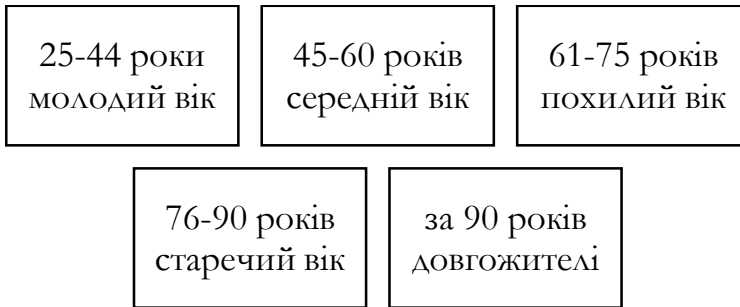 25-44 роки
молодий вік
45-60 років
середній вік
61-75 років
похилий вік
76-90 років
старечий вік
за 90 років
довгожителі